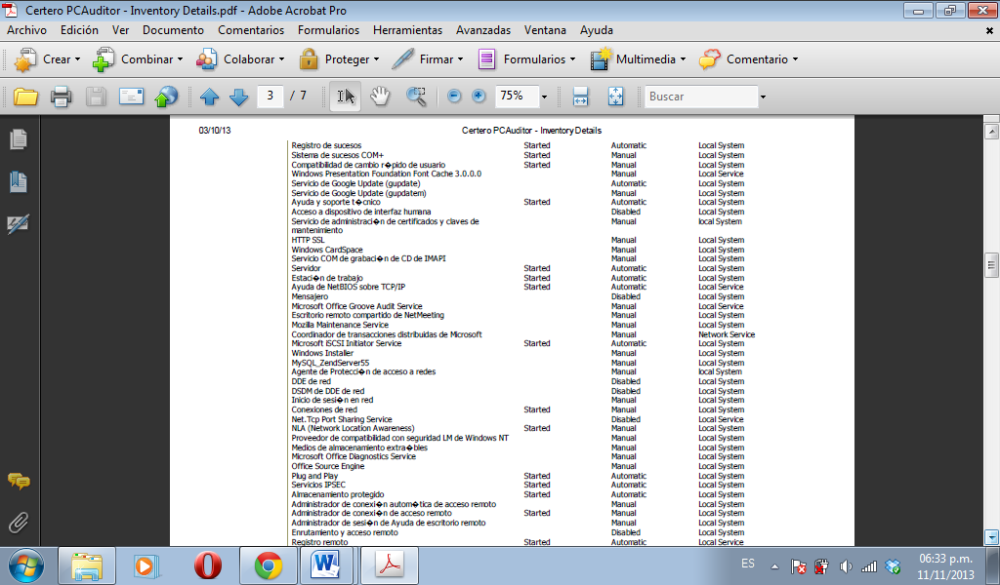 Certero PCAuditor - Inventory Details.pdf - Adobe Acrobat Pro
Archivo Edición Ver Documento Comentarios Formularios Herramientas Avanzadas Ventana Ayuda
Crear Combinar Colaborar Proteger Firmar Formularios Multimedia Comentario
3 / 7 75% Buscar
03/10/13 Certero PCAuditor - Inventory Details
Registro de sucesos Started Automatic Local System
Sistema de sucesos COM+ Started Manual Local System
Compatibilidad de cambio r�pido de usuario Started Manual Local System
Windows Presentation Foundation Font Cache 3.0.0.0 Manual Local Service
Servicio de Google Update (gupdate) Automatic Local System
Servicio de Google Update (gupdatem) Manual Local System
Ayuda y soporte t�cnico Started Automatic Local System
Acceso a dispositivo de interfaz humana Disabled Local System
Servicio de administraci�n de certificados y claves de Manual local System
mantenimiento
HTTP SSL Manual Local System
Windows CardSpace Manual Local System
Servicio COM de grabaci�n de CD de IMAPI Manual Local System
Servidor Started Automatic Local System
Estaci�n de trabajo Started Automatic Local System
Ayuda de NetBIOS sobre TCP/IP Started Automatic Local Service
Mensajero Disabled Local System
Microsoft Office Groove Audit Service Manual Local Service
Escritorio remoto compartido de NetMeeting Manual Local System
Mozilla Maintenance Service Manual Local System
Coordinador de transacciones distribuidas de Microsoft Manual Network Service
Microsoft iSCSI Initiator Service Started Automatic Local System
Windows Installer Manual Local System
MySQL_ZendServer55 Manual Local System
Agente de Protecci�n de acceso a redes Manual local System
DDE de red Disabled Local System
DSDM de DDE de red Disabled Local System
Inicio de sesi�n en red Manual Local System
Conexiones de red Started Manual Local System
Net.Tcp Port Sharing Service Disabled Local Service
NLA (Network Location Awareness) Started Manual Local System
Proveedor de compatibilidad con seguridad LM de Windows NT Manual Local System
Medios de almacenamiento extra�bles Manual Local System
Microsoft Office Diagnostics Service Manual Local System
Office Source Engine Manual Local System
Plug and Play Started Automatic Local System
Servicios IPSEC Started Automatic Local System
Almacenamiento protegido Started Automatic Local System
Administrador de conexi�n autom�tica de acceso remoto Manual Local System
Administrador de conexi�n de acceso remoto Started Manual Local System
Administrador de sesi�n de Ayuda de escritorio remoto Manual Local System
Enrutamiento y acceso remoto Disabled Local System
Registro remoto Started Automatic Local Service
ES
06:33 p.m.
11/11/2013